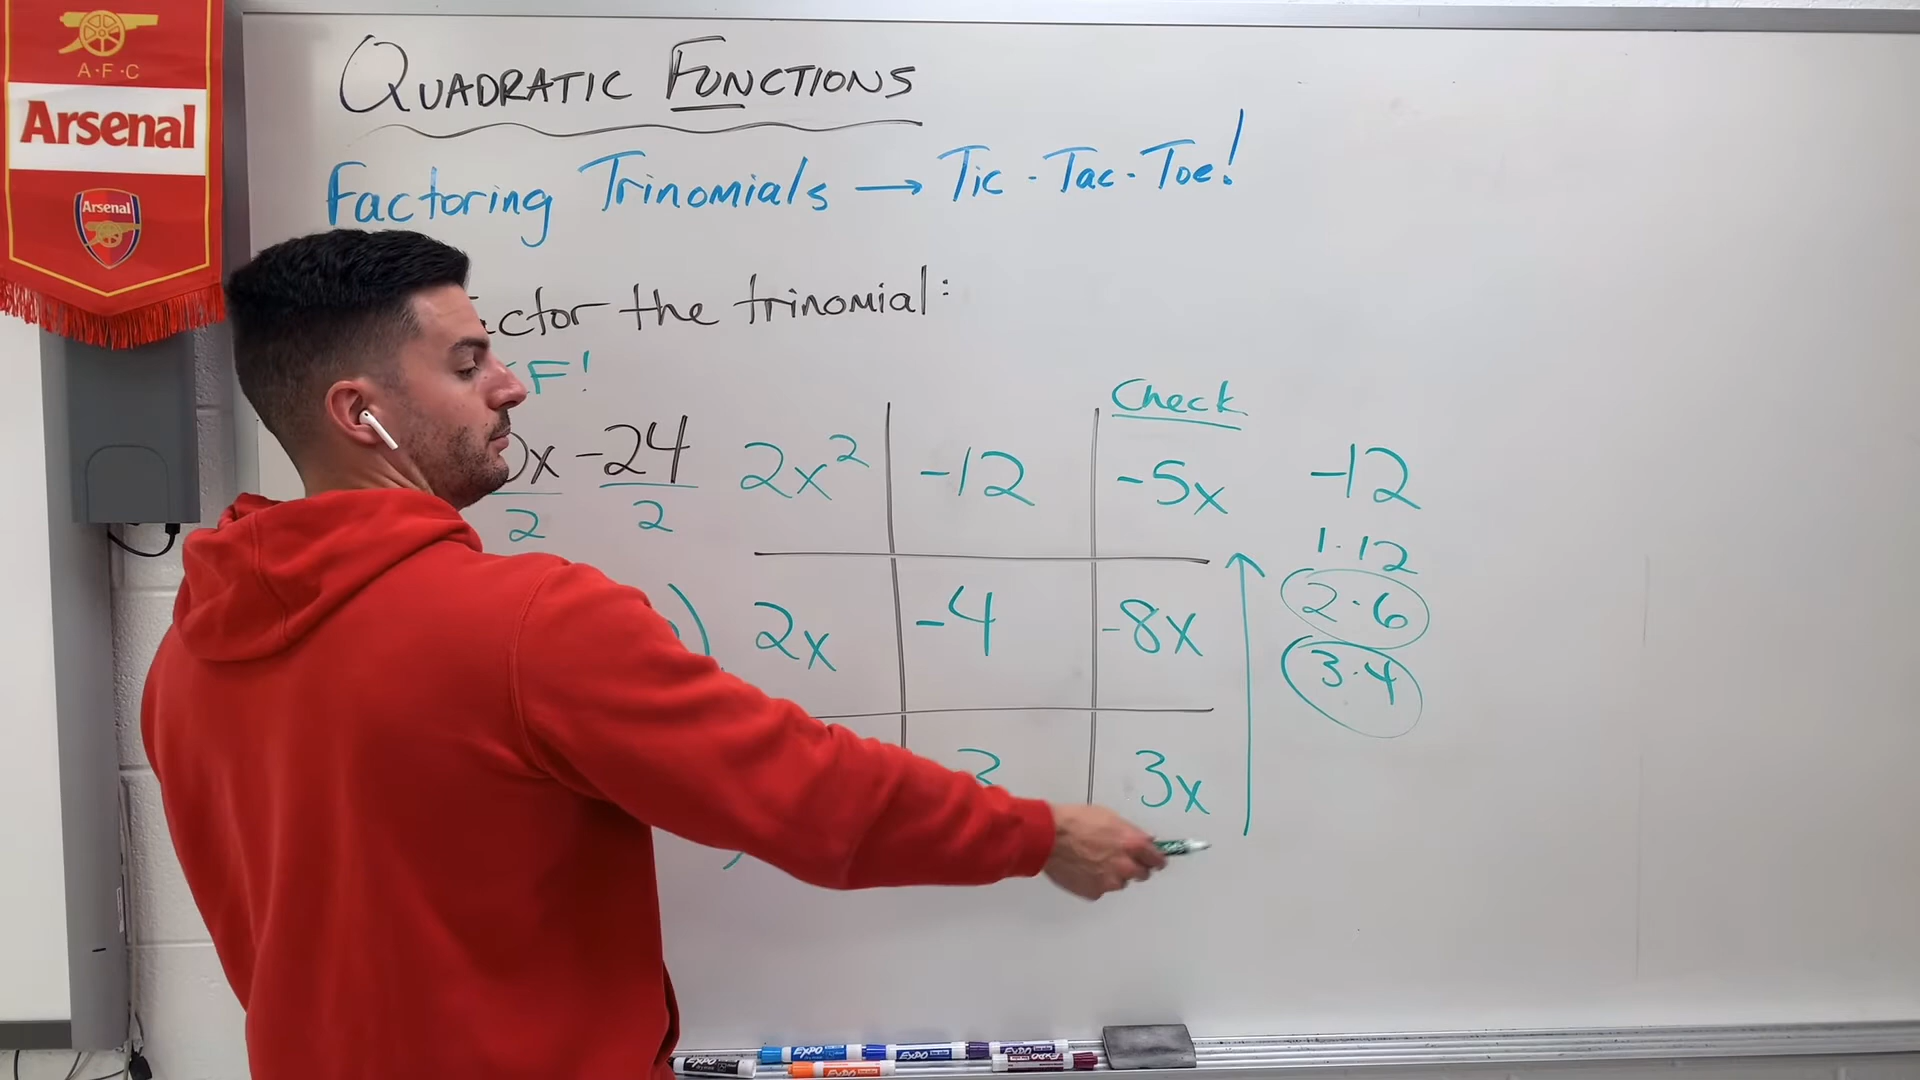 A·F·C
Arsenal
Arsenal
QUADRATIC FUNCTIONS
Factoring Trinomials → Tic-Tac-Toe!
the trinomial:
F!
Check
x -24
2 2
2x² -12 -5x
-12
1·12
2·6
3·4
2x -4 -8x
3 3x
EXPO
EXPO
EXPO
EXPO
EXPO